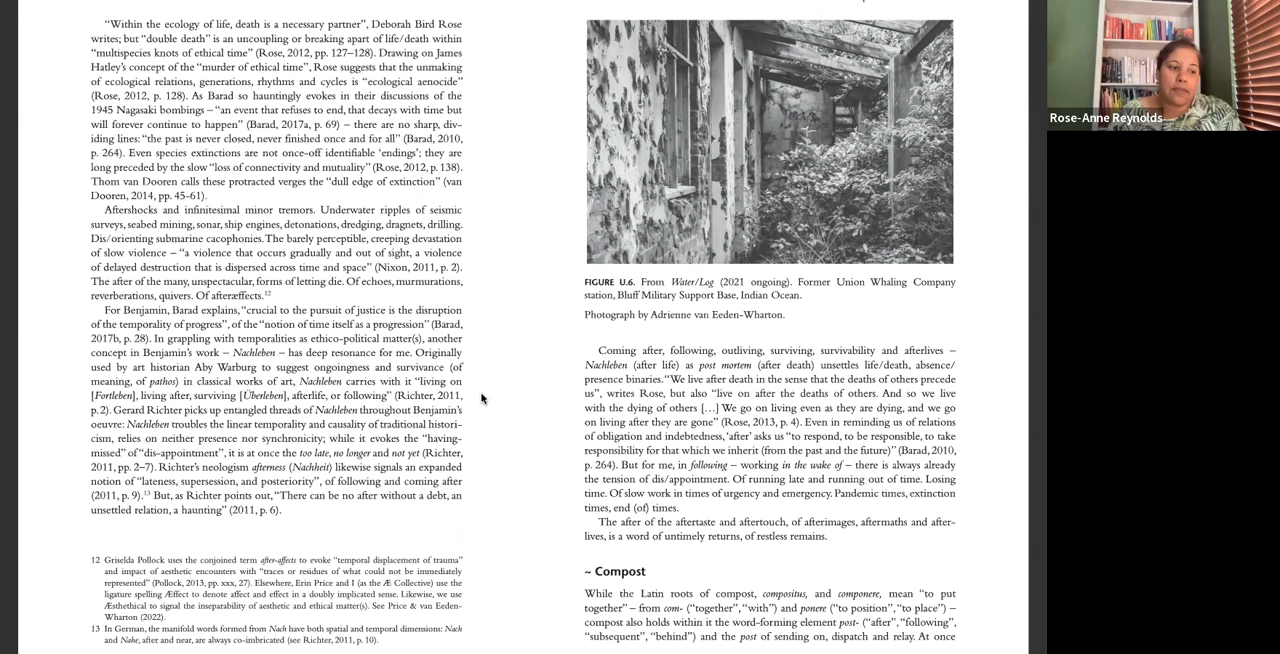 “Within the ecology of life, death is a necessary partner”, Deborah Bird Rose
writes; but “double death” is an uncoupling or breaking apart of life/death within
“multispecies knots of ethical time” (Rose, 2012, pp. 127–128). Drawing on James
Hatley’s concept of the “murder of ethical time”, Rose suggests that the unmaking
of ecological relations, generations, rhythms and cycles is “ecological aenocide”
(Rose, 2012, p. 128). As Barad so hauntingly evokes in their discussions of the
1945 Nagasaki bombings – “an event that refuses to end, that decays with time but
will forever continue to happen” (Barad, 2017a, p. 69) – there are no sharp, div-
iding lines: “the past is never closed, never finished once and for all” (Barad, 2010,
p. 264). Even species extinctions are not once-off identifiable ‘endings’; they are
long preceded by the slow “loss of connectivity and mutuality” (Rose, 2012, p. 138).
Thom van Dooren calls these protracted verges the “dull edge of extinction” (van
Dooren, 2014, pp. 45–61).
Aftershocks and infinitesimal minor tremors. Underwater ripples of seismic
surveys, seabed mining, sonar, ship engines, detonations, dredging, dragnets, drilling.
Dis/orienting submarine cacophonies. The barely perceptible, creeping devastation
of slow violence – “a violence that occurs gradually and out of sight, a violence
of delayed destruction that is dispersed across time and space” (Nixon, 2011, p. 2).
The after of the many, unspectacular, forms of letting die. Of echoes, murmurations,
reverberations, quivers. Of afteræffects.12
For Benjamin, Barad explains, “crucial to the pursuit of justice is the disruption
of the temporality of progress”, of the “notion of time itself as a progression” (Barad,
2017b, p. 28). In grappling with temporalities as ethico-political matter(s), another
concept in Benjamin’s work – Nachleben – has deep resonance for me. Originally
used by art historian Aby Warburg to suggest ongoingness and survivance (of
meaning, of pathos) in classical works of art, Nachleben carries with it “living on
[Fortleben], living after, surviving [Überleben], afterlife, or following” (Richter, 2011,
p. 2). Gerard Richter picks up entangled threads of Nachleben throughout Benjamin’s
oeuvre: Nachleben troubles the linear temporality and causality of traditional histori-
cism, relies on neither presence nor synchronicity; while it evokes the “having-
missed” of “dis-appointment”, it is at once the too late, no longer and not yet (Richter,
2011, pp. 2–7). Richter’s neologism afterness (Nachheit) likewise signals an expanded
notion of “lateness, supersession, and posteriority”, of following and coming after
(2011, p. 9).13 But, as Richter points out, “There can be no after without a debt, an
unsettled relation, a haunting” (2011, p. 6).
12 Griselda Pollock uses the conjoined term after-affects to evoke “temporal displacement of trauma”
and impact of aesthetic encounters with “traces or residues of what could not be immediately
represented” (Pollock, 2013, pp. xxx, 27). Elsewhere, Erin Price and I (as the Æ Collective) use the
ligature spelling Æffect to denote affect and effect in a doubly implicated sense. Likewise, we use
Æsthethical to signal the inseparability of aesthetic and ethical matter(s). See Price & van Eeden-
Wharton (2022).
13 In German, the manifold words formed from Nach have both spatial and temporal dimensions: Nach
and Nahe, after and near, are always co-imbricated (see Richter, 2011, p. 10).
FIGURE U.6. From Water/Log (2021 ongoing). Former Union Whaling Company
station, Bluff Military Support Base, Indian Ocean.
Photograph by Adrienne van Eeden-Wharton.
Coming after, following, outliving, surviving, survivability and afterlives –
Nachleben (after life) as post mortem (after death) unsettles life/death, absence/
presence binaries. “We live after death in the sense that the deaths of others precede
us”, writes Rose, but also “live on after the deaths of others. And so we live
with the dying of others […] We go on living even as they are dying, and we go
on living after they are gone” (Rose, 2013, p. 4). Even in reminding us of relations
of obligation and indebtedness, ‘after’ asks us “to respond, to be responsible, to take
responsibility for that which we inherit (from the past and the future)” (Barad, 2010,
p. 264). But for me, in following – working in the wake of – there is always already
the tension of dis/appointment. Of running late and running out of time. Losing
time. Of slow work in times of urgency and emergency. Pandemic times, extinction
times, end (of) times.
The after of the aftertaste and aftertouch, of afterimages, aftermaths and after-
lives, is a word of untimely returns, of restless remains.
~ Compost
While the Latin roots of compost, compositus, and componere, mean “to put
together” – from com- (“together”, “with”) and ponere (“to position”, “to place”) –
compost also holds within it the word-forming element post- (“after”, “following”,
“subsequent”, “behind”) and the post of sending on, dispatch and relay. At once
Rose-Anne Reynolds